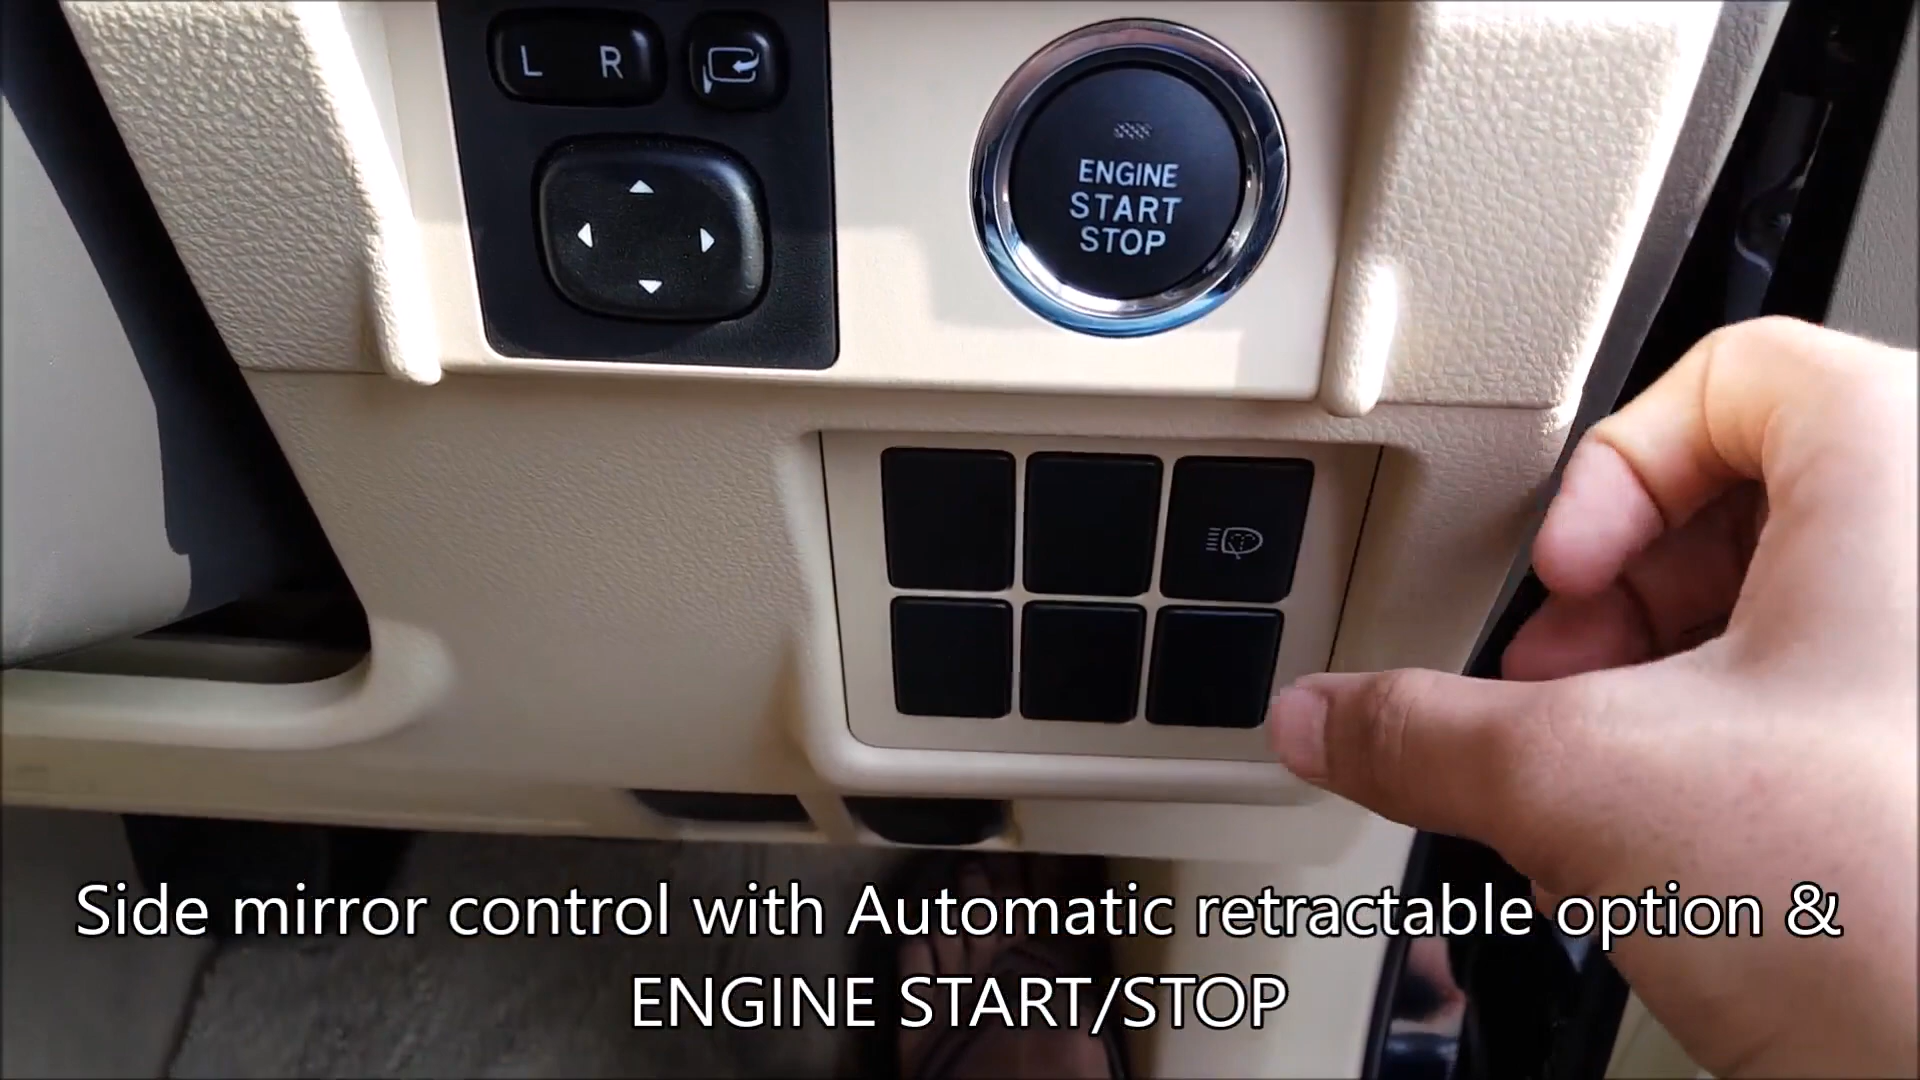 L R
ENGINE
START
STOP
Side mirror control with Automatic retractable option &
ENGINE START/STOP